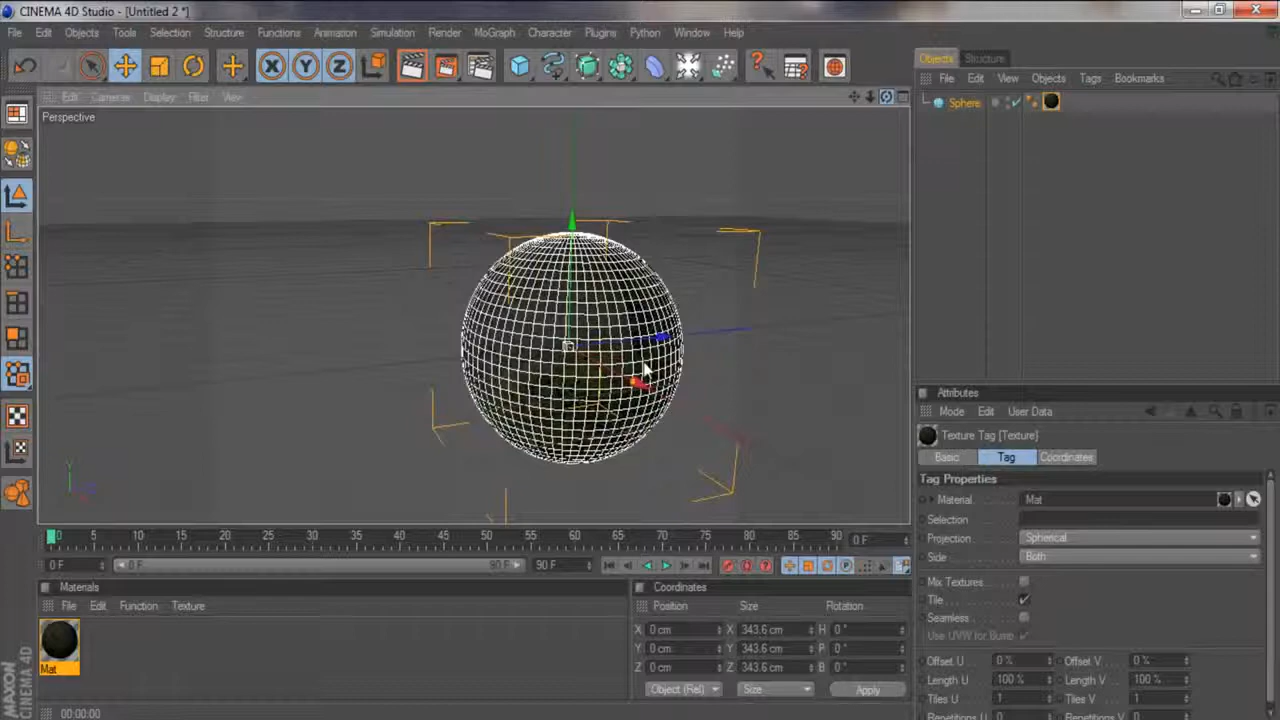 CINEMA 4D Studio - [Untitled 2 *]
File Edit Objects Tools Selection Structure Functions Animation Simulation Render MoGraph Character Plugins Python Window Help
X Y Z
Objects Structure
Edit Cameras Display Filter View
File Edit View Objects Tags Bookmarks
Perspective
Sphere
Attributes
Mode Edit User Data
Texture Tag [Texture]
Basic Tag Coordinates
Tag Properties
Material Mat
Selection
Projection Spherical
Side Both
Mix Textures
Tile
Seamless
Use UVW for Bump
Offset U 0 % Offset V 0 %
Length U 100 % Length V 100 %
Tiles U 1 Tiles V 1
Repetitions U 0 Repetitions V 0
0 5 10 15 20 25 30 35 40 45 50 55 60 65 70 75 80 85 90 0 F
0 F 0 F 90 F 90 F
Materials
File Edit Function Texture
Mat
Coordinates
Position Size Rotation
X 0 cm X 343.6 cm H 0 °
Y 0 cm Y 343.6 cm P 0 °
Z 0 cm Z 343.6 cm B 0 °
Object (Rel) Size Apply
MAXON
CINEMA 4D
00:00:00